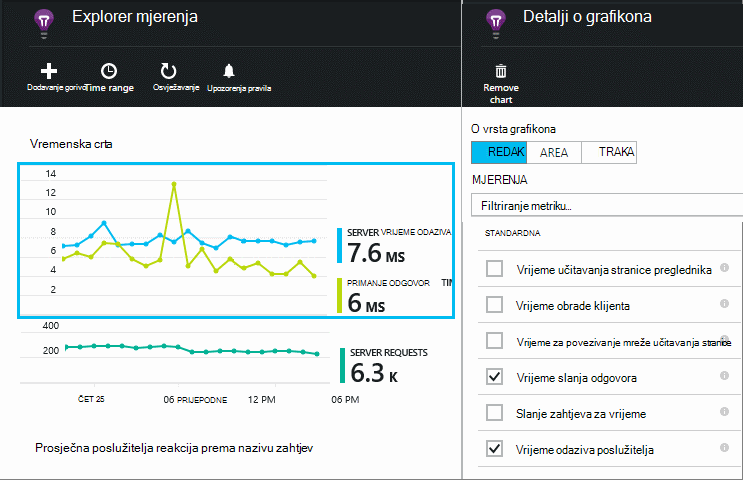 Explorer mjerenja
Dodavanje gorivo
Time range
Osvježavanje
Upozorenja pravila
Vremenska crta
14
12
10
8
6
4
2
SERVER VRIJEME ODAZIVA
7.6 MS
PRIMANJE ODGOVOR
6 MS
400
200
SERVER REQUESTS
6.3 K
ČET 25
06 PRIJEPODNE
12 PM
06 PM
Prosječna poslužitelja reakcija prema nazivu zahtjev
Detalji o grafikona
Remove
chart
O vrsta grafikona
REDAK
AREA
TRAKA
MJERENJA
Filtriranje metriku...
STANDARDNA
Vrijeme učitavanja stranice preglednika
Vrijeme obrade klijenta
Vrijeme za povezivanje mreže učitavanja stranice
Vrijeme slanja odgovora
Slanje zahtjeva za vrijeme
Vrijeme odaziva poslužitelja